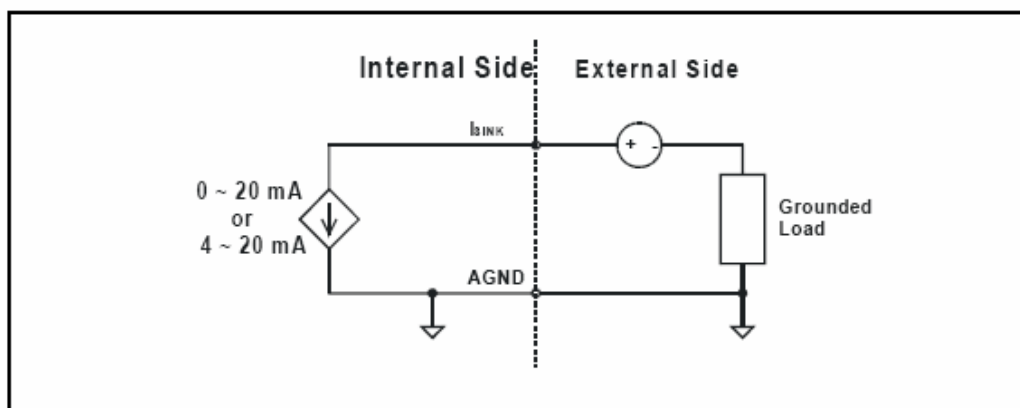 Internal Side
External Side
ISINK
+ -
0 ~ 20 mA
or
4 ~ 20 mA
Grounded
Load
AGND